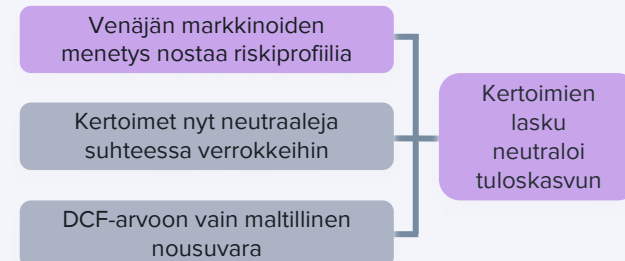 Venäjän markkinoiden
menetys nostaa riskiprofiilia
Kertoimet nyt neutraaleja
suhteessa verrokkeihin
DCF-arvoon vain maltillinen
nousuvara
Kertoimien
lasku
neutraloi
tuloskasvun